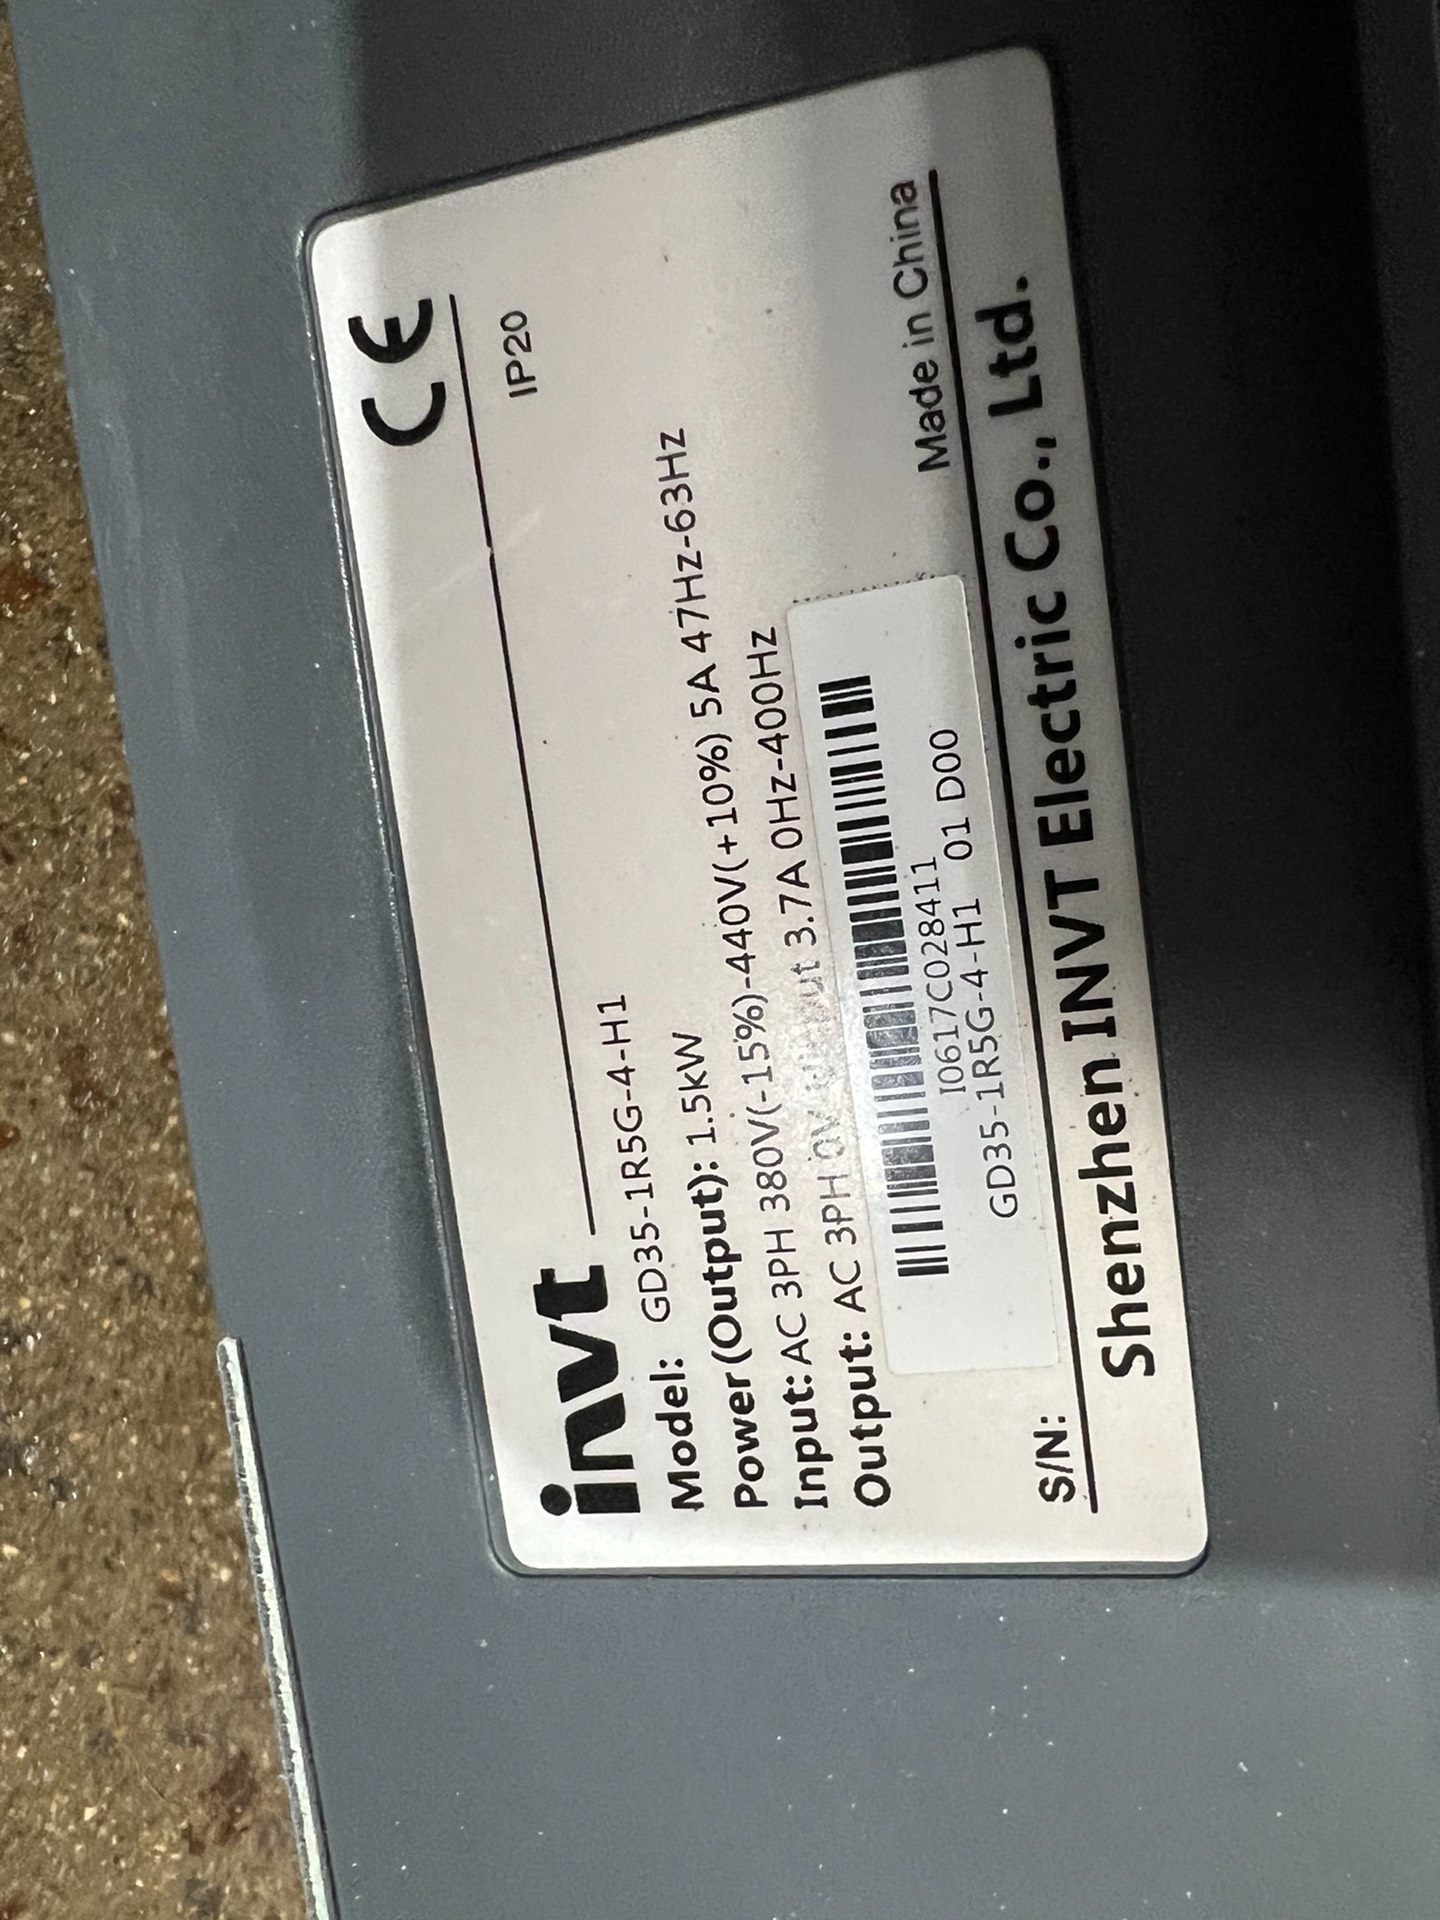 invt
CE
IP20
Model: GD35-1R5G-4-H1
Power(Output): 1.5kW
Input: AC 3PH 380V(-15%)-440V(+10%) 5A 47Hz-63Hz
Output: AC 3PH 0V-Uinput 3.7A 0Hz-400Hz
I0617C028411
GD35-1R5G-4-H1 01 D00
S/N:
Made in China
Shenzhen INVT Electric Co., Ltd.